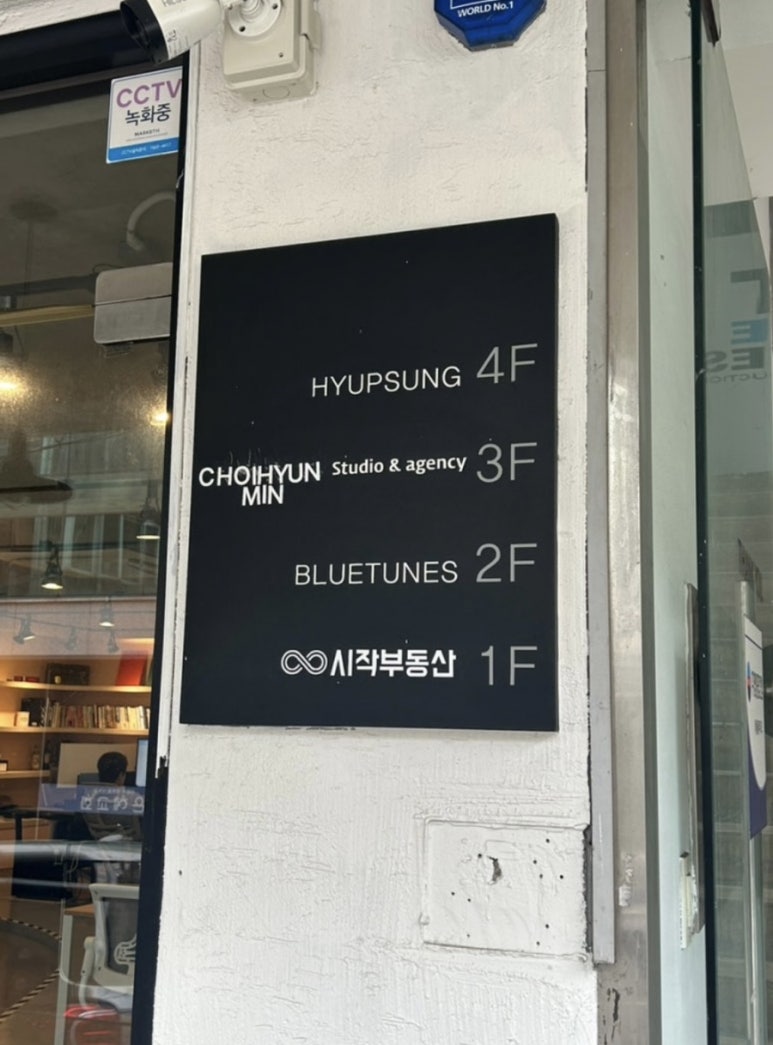 WORLD No.1
CCTV
녹화중
HYUPSUNG 4F
CHOIHYUN
MIN
Studio & agency 3F
BLUETUNES 2F
시작부동산 1F